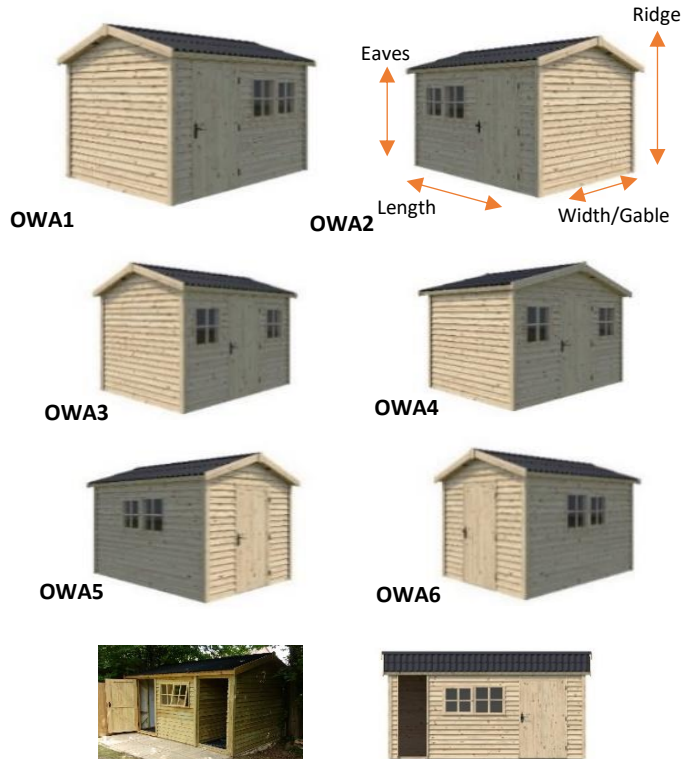 Ridge
Eaves
Length
Width/Gable
OWA1
OWA2
OWA3
OWA4
OWA5
OWA6